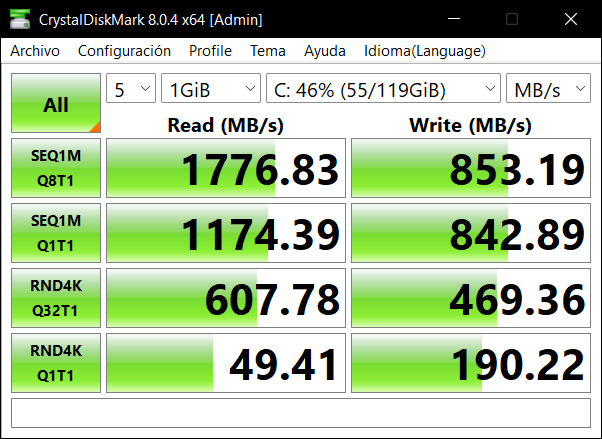 CrystalDiskMark 8.0.4 x64 [Admin]
Archivo Configuración Profile Tema Ayuda Idioma(Language)
All 5 1GiB C: 46% (55/119GiB) MB/s
Read (MB/s) Write (MB/s)
SEQ1M
Q8T1 1776.83 853.19
SEQ1M
Q1T1 1174.39 842.89
RND4K
Q32T1 607.78 469.36
RND4K
Q1T1 49.41 190.22